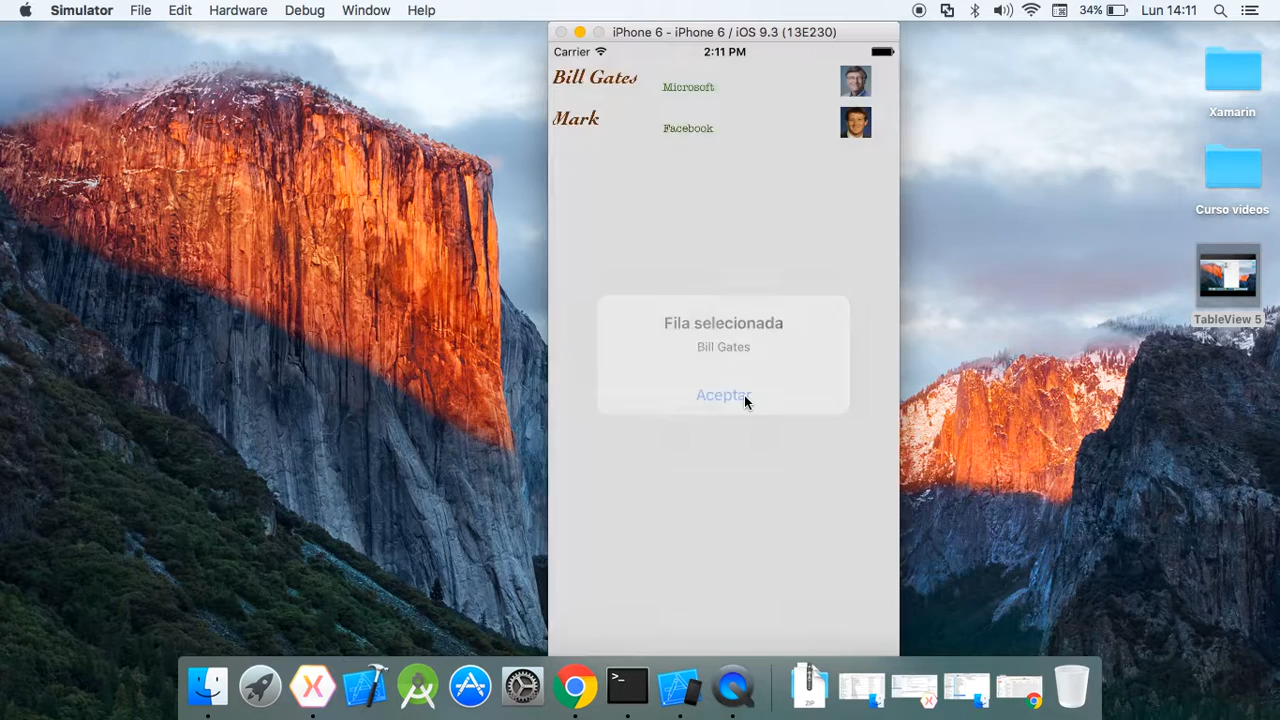 Simulator File Edit Hardware Debug Window Help 34% Lun 14:11
iPhone 6 - iPhone 6 / iOS 9.3 (13E230)
Carrier 2:11 PM
Bill Gates Microsoft
Mark Facebook
Fila selecionada
Bill Gates
Aceptar
Xamarin
Curso videos
TableView 5
ZIP